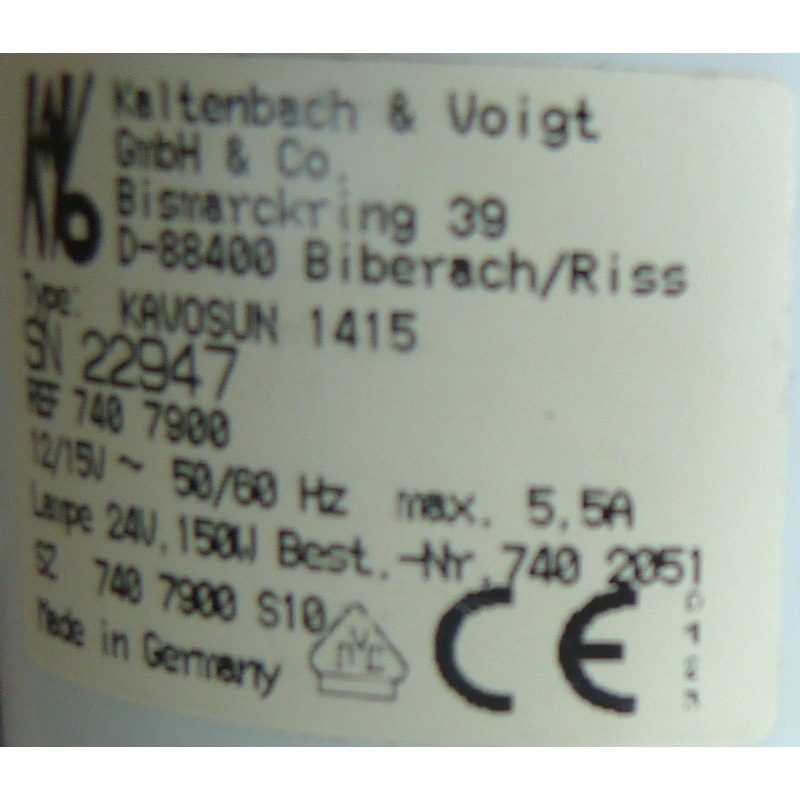 KaVo
Kaltenbach & Voigt
GmbH & Co.
Bismarckring 39
D-88400 Biberach/Riss
Type: KAVOSUN 1415
SN 22947
REF 740 7900
12/15V ~ 50/60 Hz max. 5,5A
Lampe 24V, 150W Best.-Nr. 740 2051
SZ 740 7900 S10
Made in Germany
CE